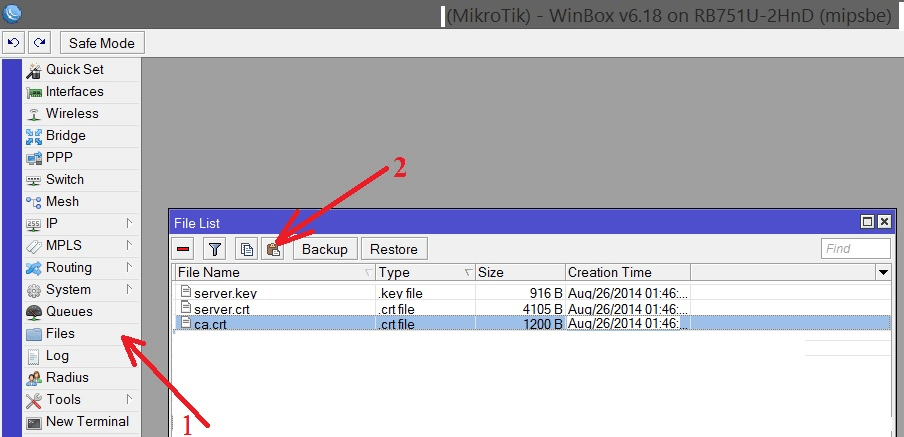 (MikroTik) - WinBox v6.18 on RB751U-2HnD (mipsbe)
Safe Mode
Quick Set
Interfaces
Wireless
Bridge
PPP
2
Switch
Mesh
IP
File List
MPLS
Backup Restore Find
Routing
File Name Type Size Creation Time
System
server.key .key file 916 B Aug/26/2014 01:46:...
Queues
server.crt .crt file 4105 B Aug/26/2014 01:46:...
Files
ca.crt .crt file 1200 B Aug/26/2014 01:46:...
Log
Radius
Tools
1
New Terminal